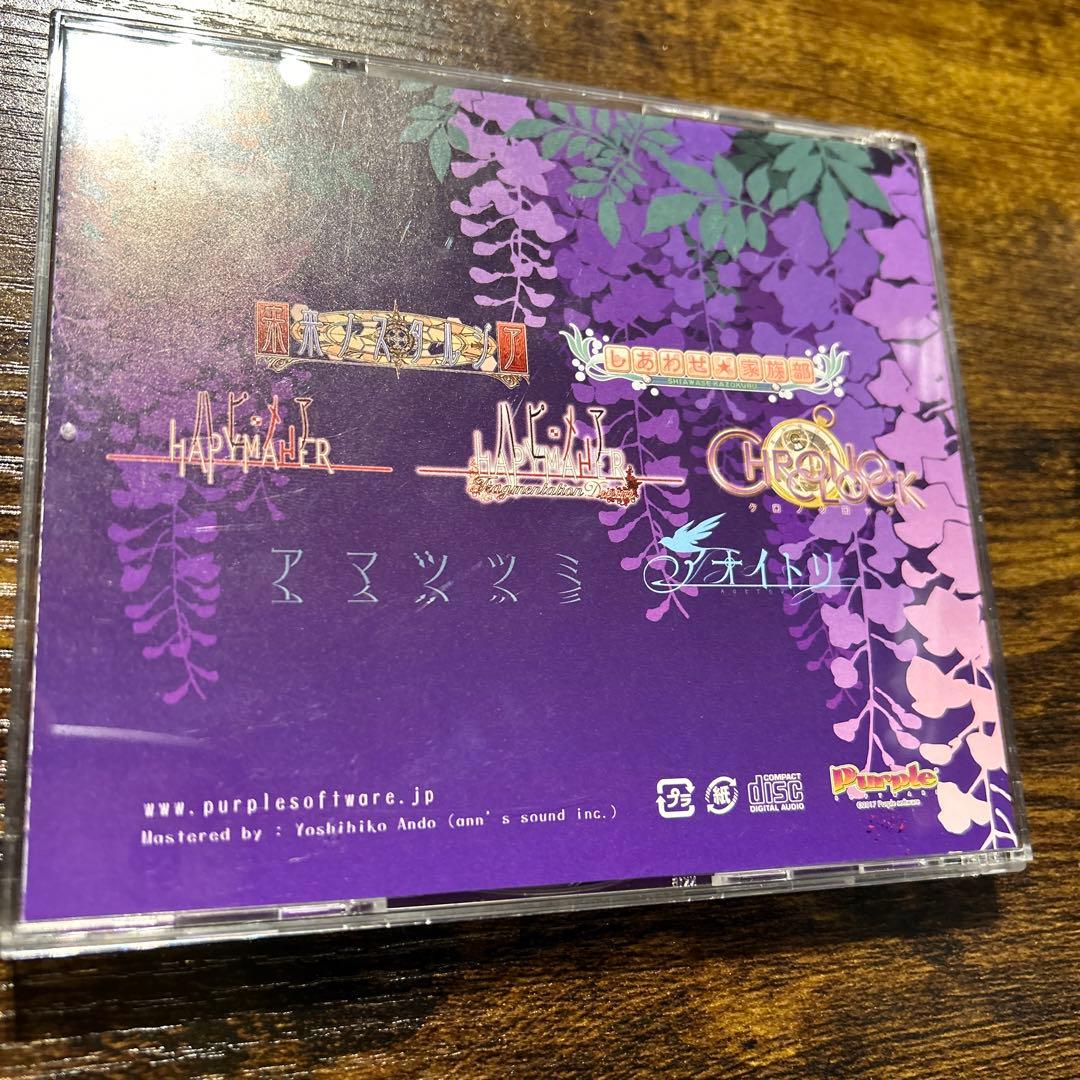 未来ノスタルジア
しあわせ★家族部
SHIAWASE KAZOKUBU
ハピメア
HAPYMAHER
ハピメア
HAPYMAHER
Fragmentation Dream
CHRONO CLOCK
クロノクロック
アマツツミ
アオイトリ
www.purplesoftware.jp
Mastered by : Yoshihiko Ando (ann's sound inc.)
プラ
紙
COMPACT
disc
DIGITAL AUDIO
Purple
SOFTWARE
©2017 Purple software